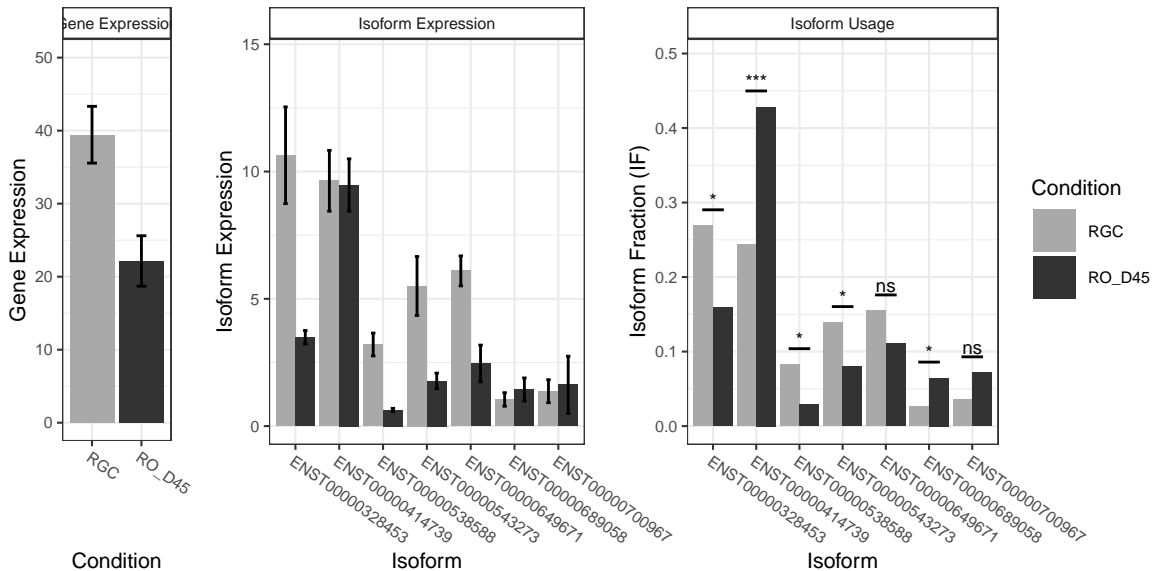 Gene Expression
Isoform Expression
Isoform Usage
Gene Expression
50
40
30
20
10
0
RGC
RO_D45
Condition
Isoform Expression
15
10
5
0
ENST00000328453
ENST00000414739
ENST00000538588
ENST00000543273
ENST00000649671
ENST00000689058
ENST00000700967
Isoform
Isoform Fraction (IF)
0.5
0.4
0.3
0.2
0.1
0.0
*
***
*
*
ns
*
ns
ENST00000328453
ENST00000414739
ENST00000538588
ENST00000543273
ENST00000649671
ENST00000689058
ENST00000700967
Isoform
Condition
RGC
RO_D45